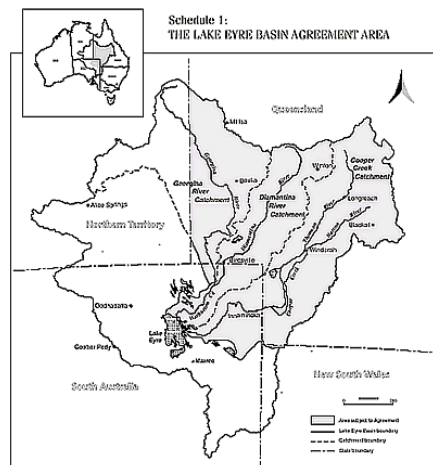 Schedule 1:
THE LAKE EYRE BASIN AGREEMENT AREA
Queensland
Mt Isa
Cooper
Creek
Catchment
Georgina
River
Catchment
Boulia
Winton
Diamantina
River
Catchment
Longreach
Blackall
Alice Springs
Northern Territory
Windorah
Birdsville
Oodnadatta
Innamincka
Lake
Eyre
Coober Pedy
Marree
South Australia
New South Wales
Area subject to Agreement
Lake Eyre Basin boundary
Catchment boundary
State boundary